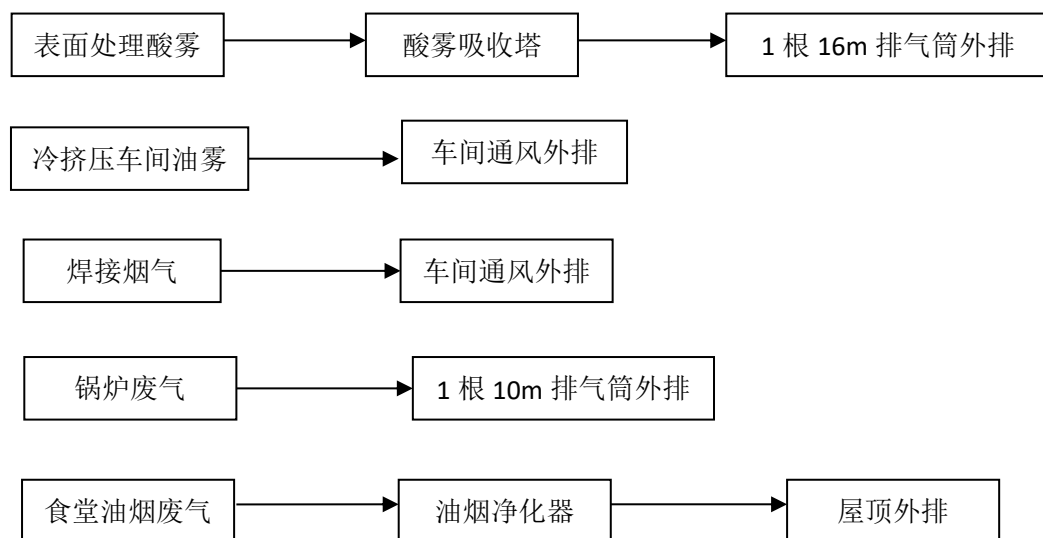 表面处理酸雾
酸雾吸收塔
1 根 16m 排气筒外排
冷挤压车间油雾
车间通风外排
焊接烟气
车间通风外排
锅炉废气
1 根 10m 排气筒外排
食堂油烟废气
油烟净化器
屋顶外排